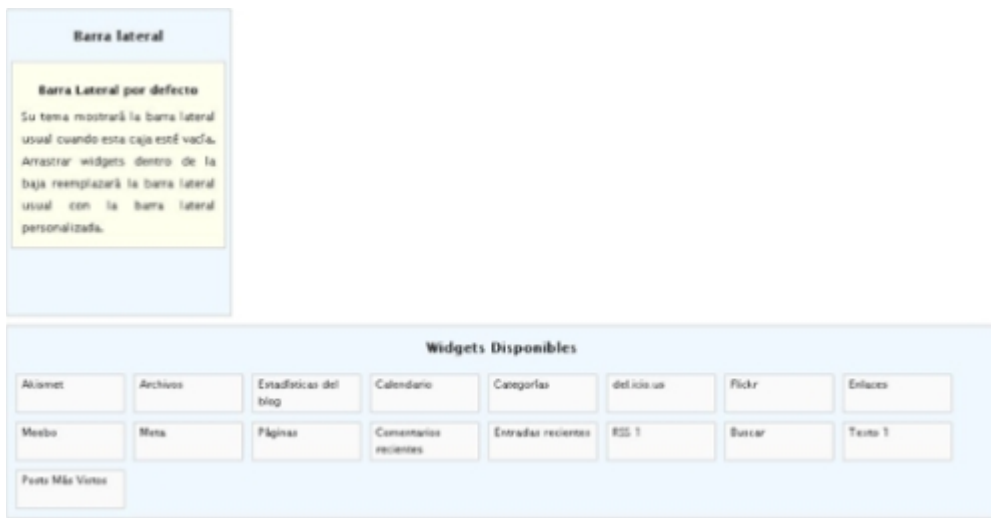 Barra lateral
Barra Lateral por defecto
Su tema mostrará la barra lateral
usual cuando esta caja esté vacía.
Arrastrar widgets dentro de la
baja reemplazará la barra lateral
usual con la barra lateral
personalizada.
Widgets Disponibles
Akismet
Archivos
Estadísticas del
blog
Calendario
Categorías
del.icio.us
Flickr
Enlaces
Meebo
Meta
Páginas
Comentarios
recientes
Entradas recientes
RSS 1
Buscar
Texto 1
Posts Más Vistos